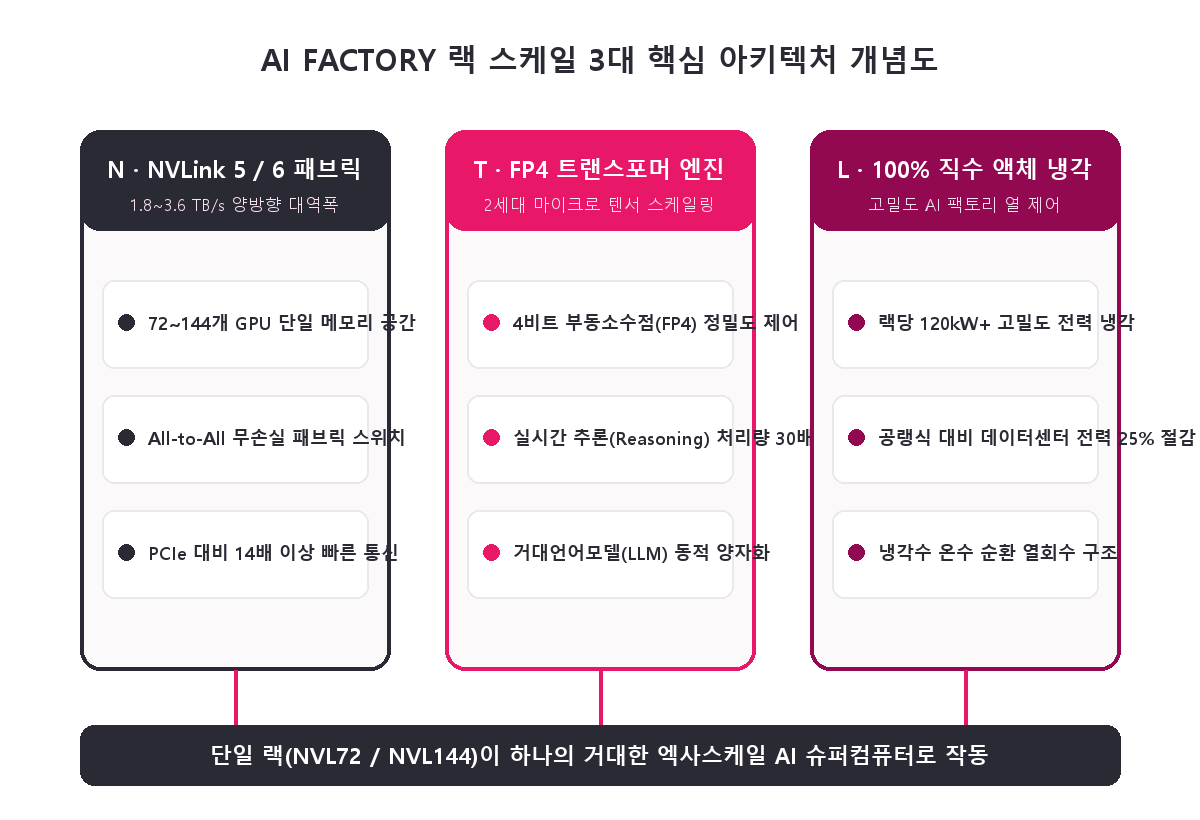 AI FACTORY 랙 스케일 3대 핵심 아키텍처 개념도
N · NVLink 5 / 6 패브릭
1.8~3.6 TB/s 양방향 대역폭
72~144개 GPU 단일 메모리 공간
All-to-All 무손실 패브릭 스위치
PCIe 대비 14배 이상 빠른 통신
T · FP4 트랜스포머 엔진
2세대 마이크로 텐서 스케일링
4비트 부동소수점(FP4) 정밀도 제어
실시간 추론(Reasoning) 처리량 30배
거대언어모델(LLM) 동적 양자화
L · 100% 직수 액체 냉각
고밀도 AI 팩토리 열 제어
랙당 120kW+ 고밀도 전력 냉각
공랭식 대비 데이터센터 전력 25% 절감
냉각수 온수 순환 열회수 구조
단일 랙(NVL72 / NVL144)이 하나의 거대한 엑사스케일 AI 슈퍼컴퓨터로 작동